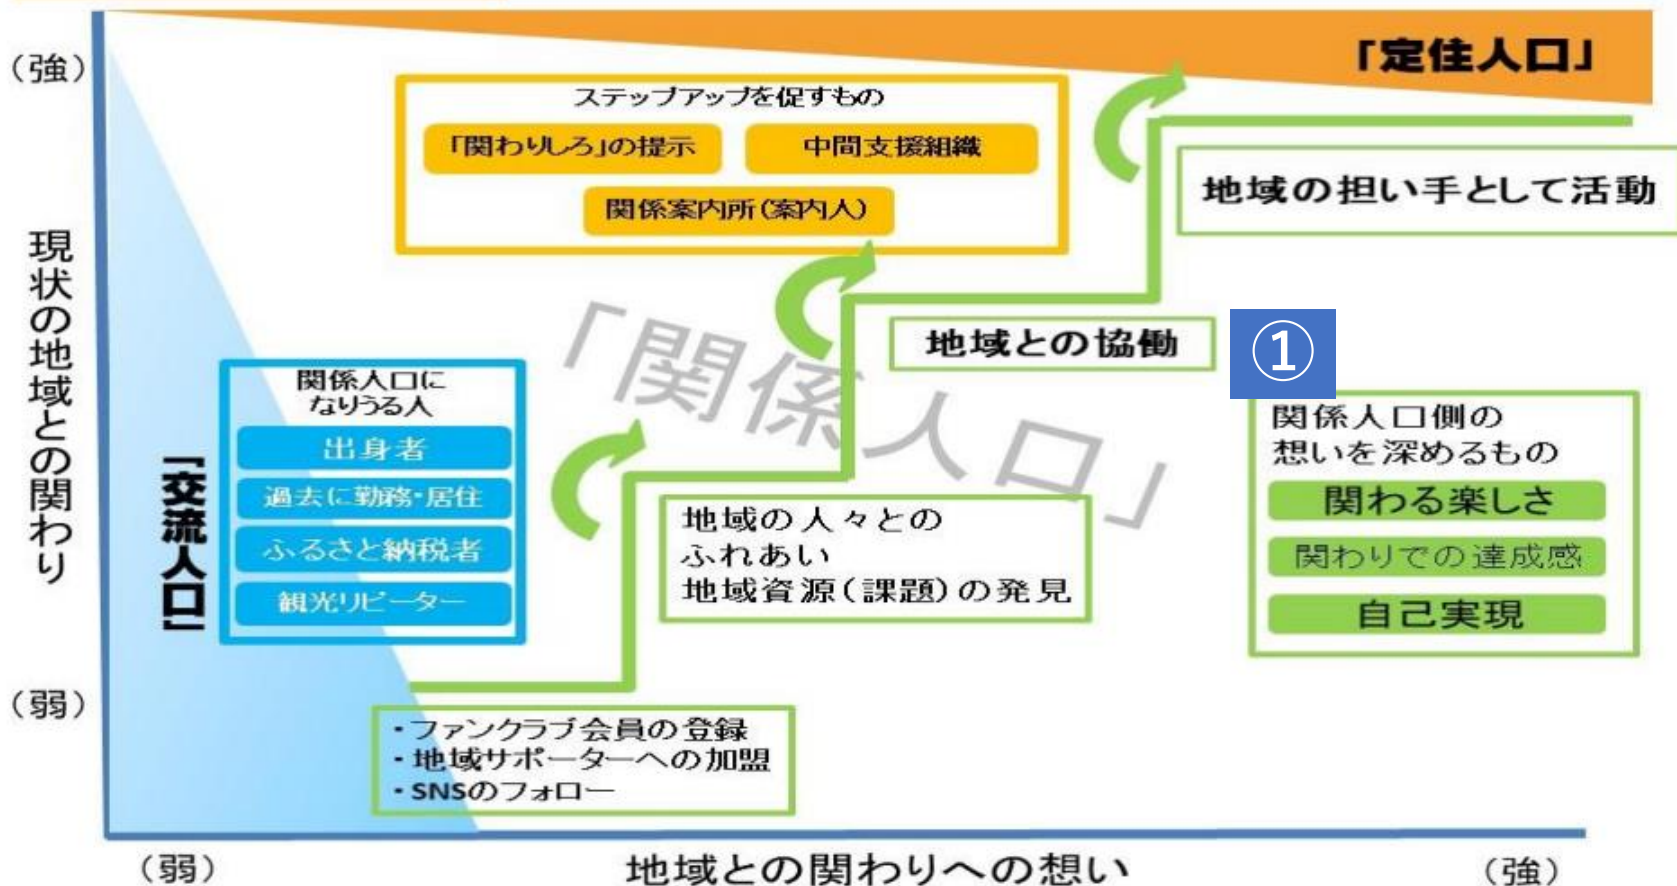 (強)
「定住人口」
ステップアップを促すもの
「関わりしろ」の提示
中間支援組織
関係案内所(案内人)
地域の担い手として活動
現状の地域との関わり
「関係人口」
地域との協働
①
関係人口に
なりうる人
出身者
過去に勤務・居住
ふるさと納税者
観光リピーター
「交流人口」
関係人口側の
想いを深めるもの
関わる楽しさ
関わりでの達成感
自己実現
地域の人々との
ふれあい
地域資源(課題)の発見
(弱)
・ファンクラブ会員の登録
・地域サポーターへの加盟
・SNSのフォロー
(弱)
地域との関わりへの想い
(強)